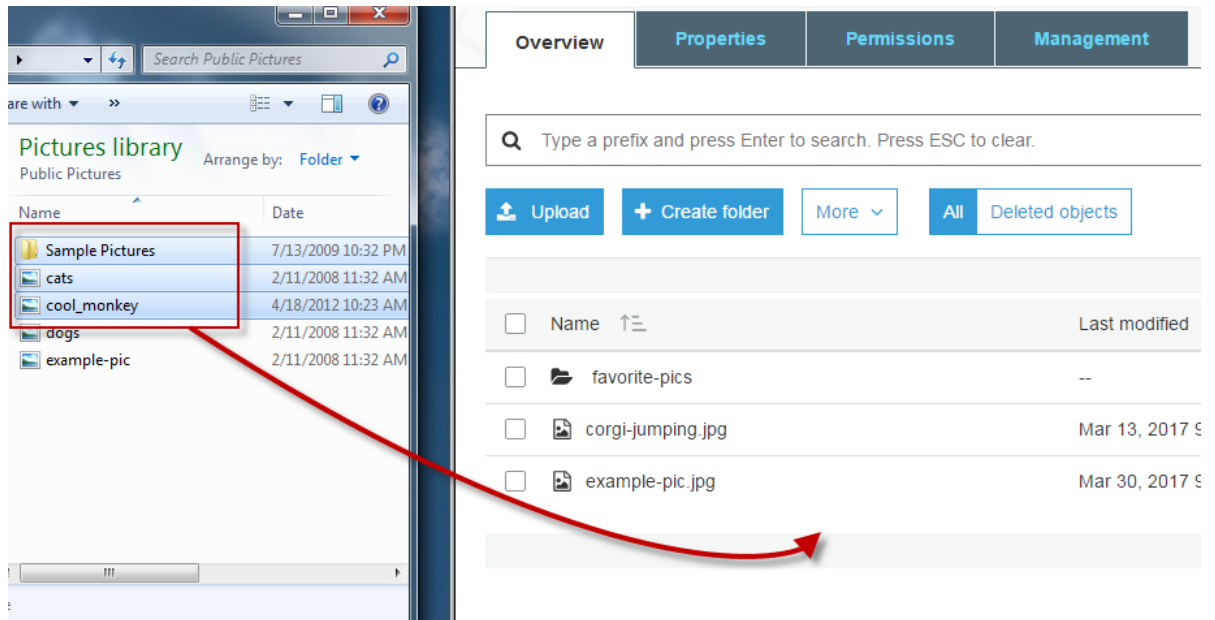 Search Public Pictures
are with
Pictures library
Public Pictures
Arrange by: Folder
Name Date
Sample Pictures 7/13/2009 10:32 PM
cats 2/11/2008 11:32 AM
cool_monkey 4/18/2012 10:23 AM
dogs 2/11/2008 11:32 AM
example-pic 2/11/2008 11:32 AM
Overview Properties Permissions Management
Type a prefix and press Enter to search. Press ESC to clear.
Upload + Create folder More All Deleted objects
Name Last modified
favorite-pics --
corgi-jumping.jpg Mar 13, 2017 9
example-pic.jpg Mar 30, 2017 9